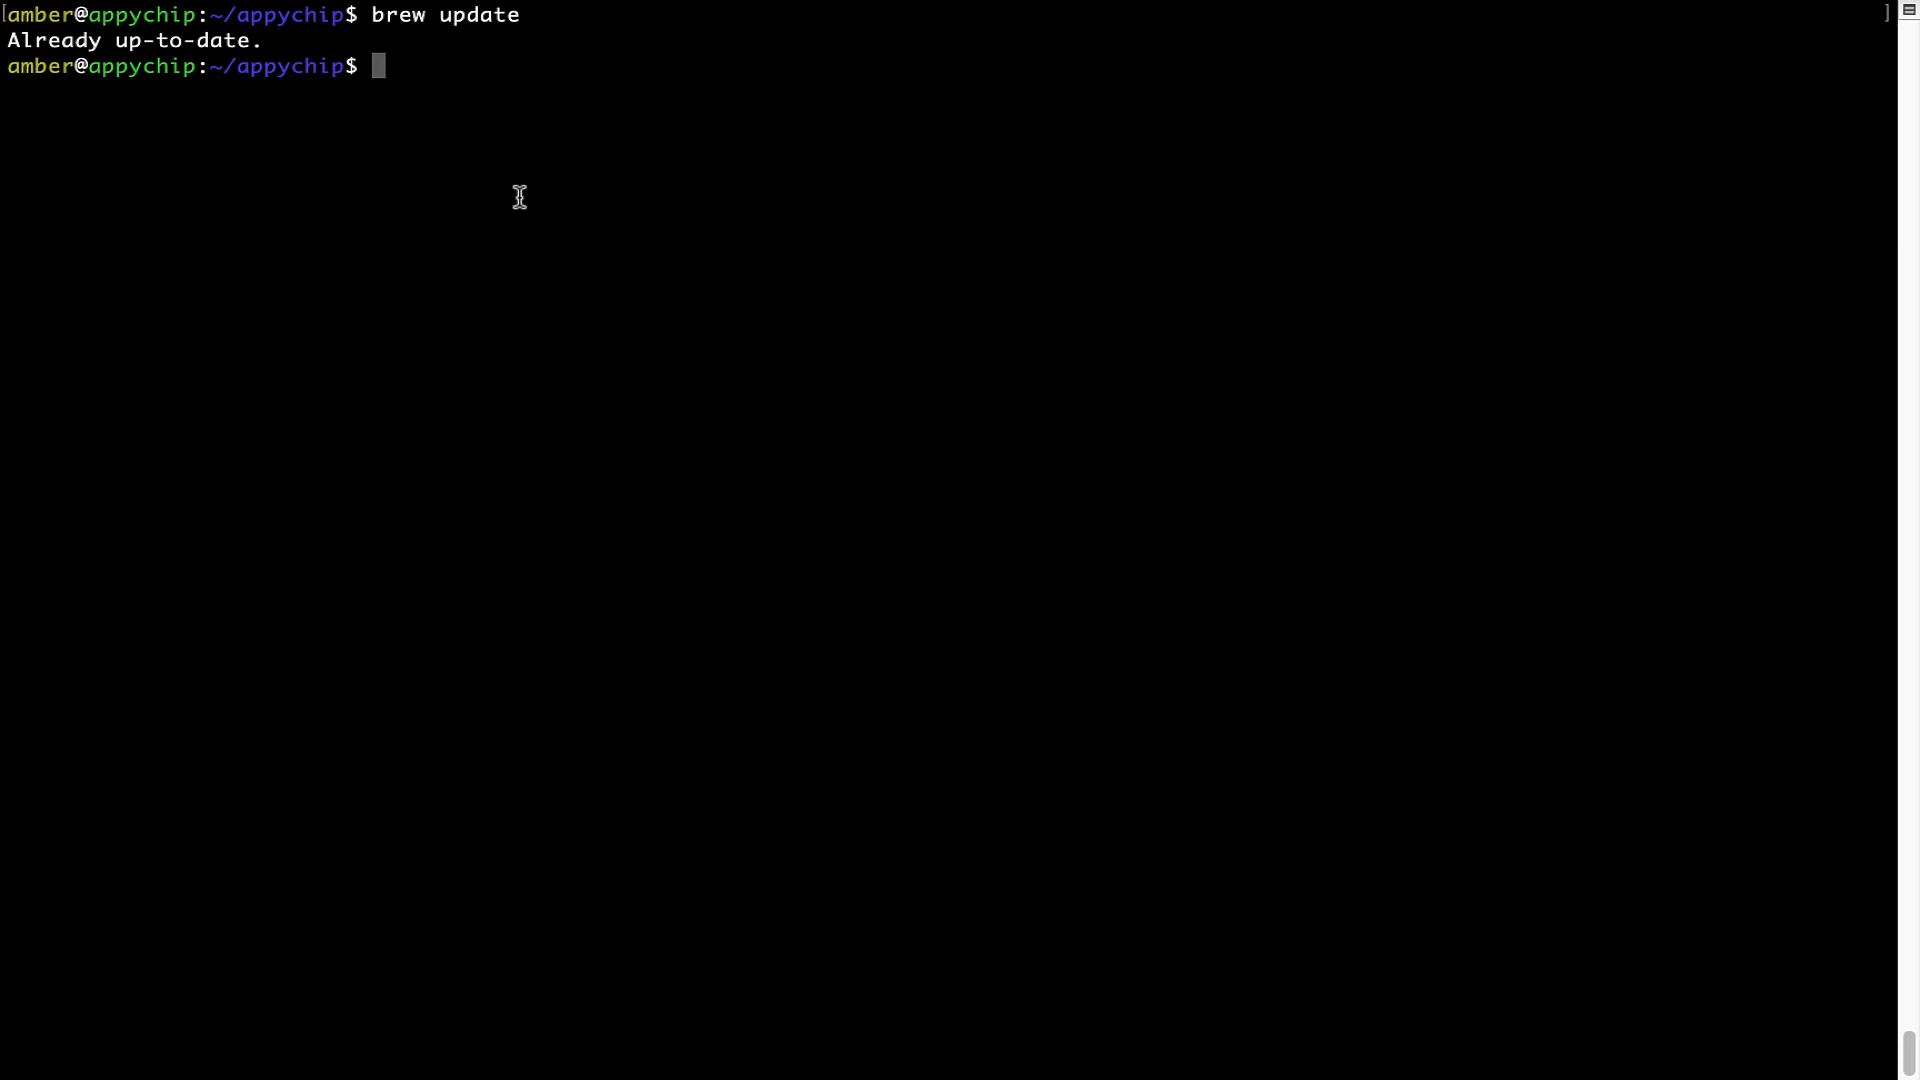 [amber@appychip:~/appychip$ brew update ]
Already up-to-date.
amber@appychip:~/appychip$